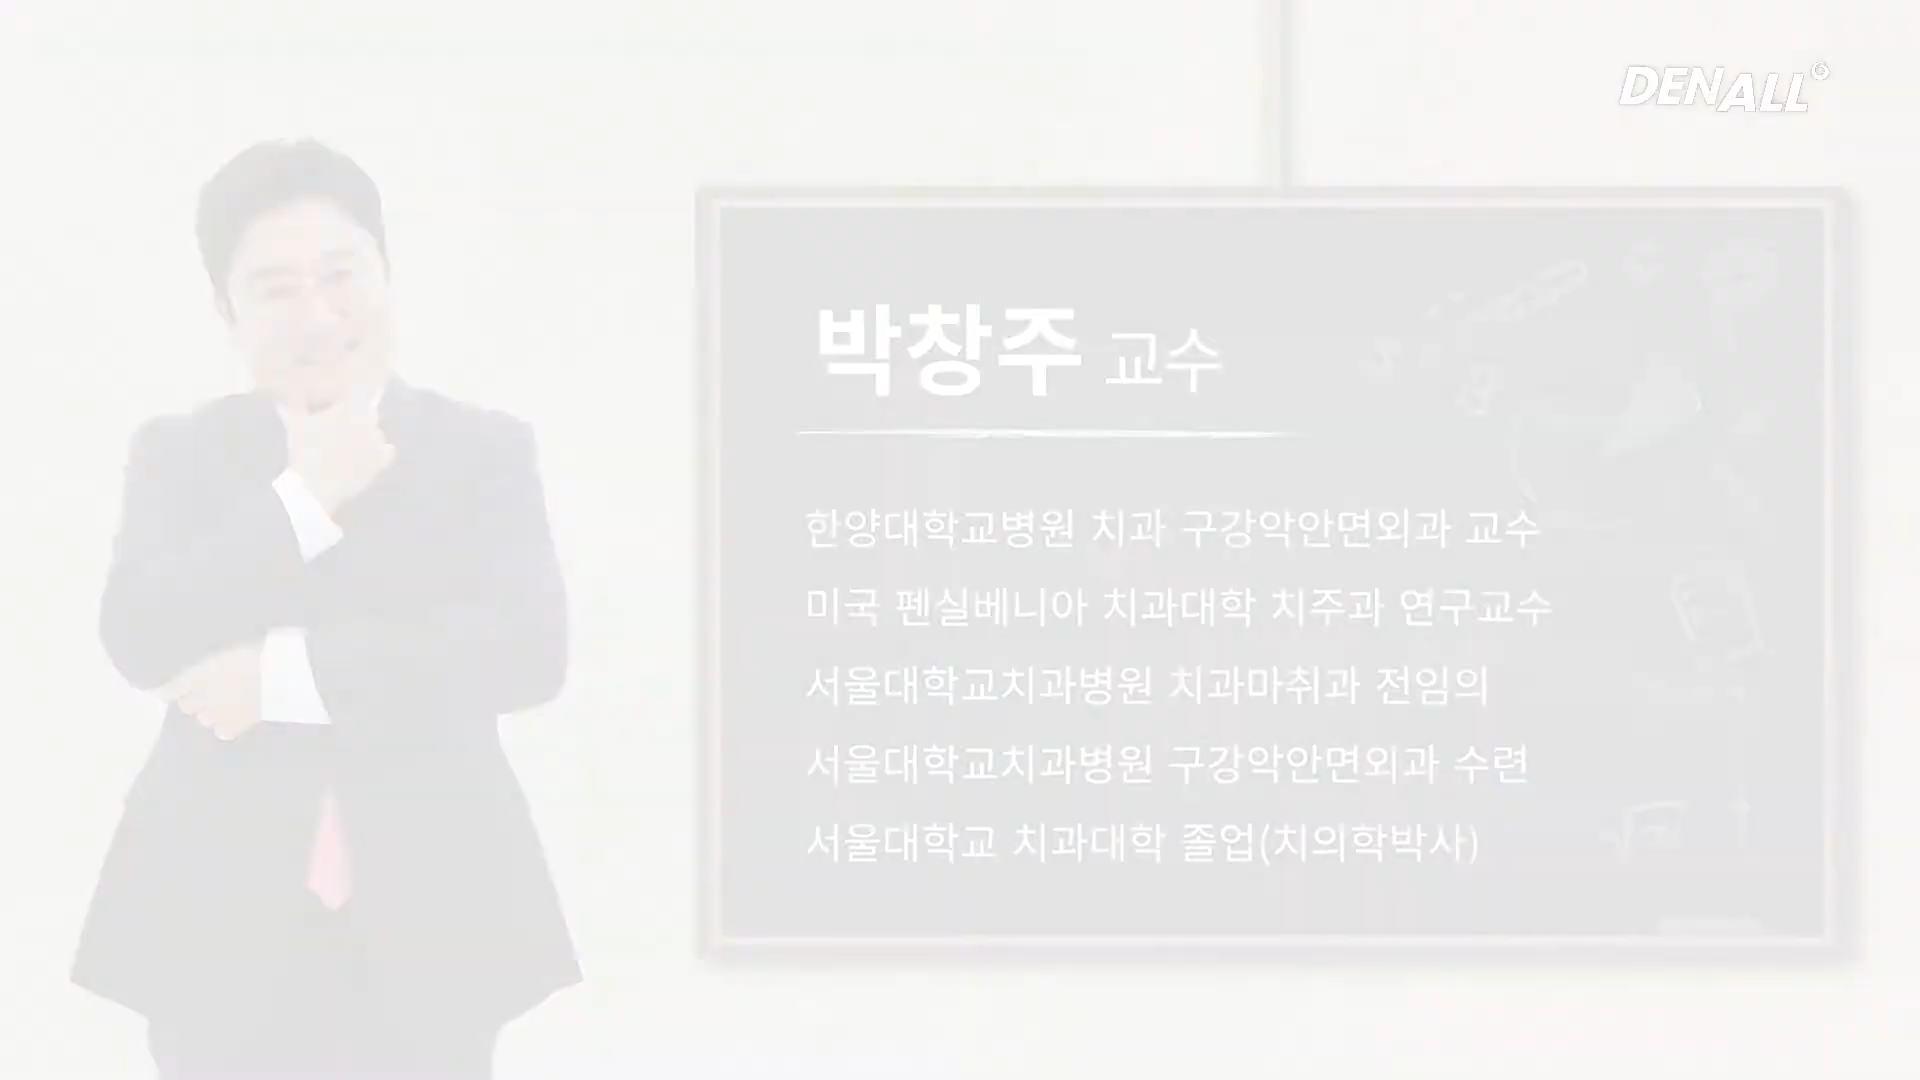 DENALL
박창주 교수
한양대학교병원 치과 구강악안면외과 교수
미국 펜실베니아 치과대학 치주과 연구교수
서울대학교치과병원 치과마취과 전임의
서울대학교치과병원 구강악안면외과 수련
서울대학교 치과대학 졸업(치의학박사)